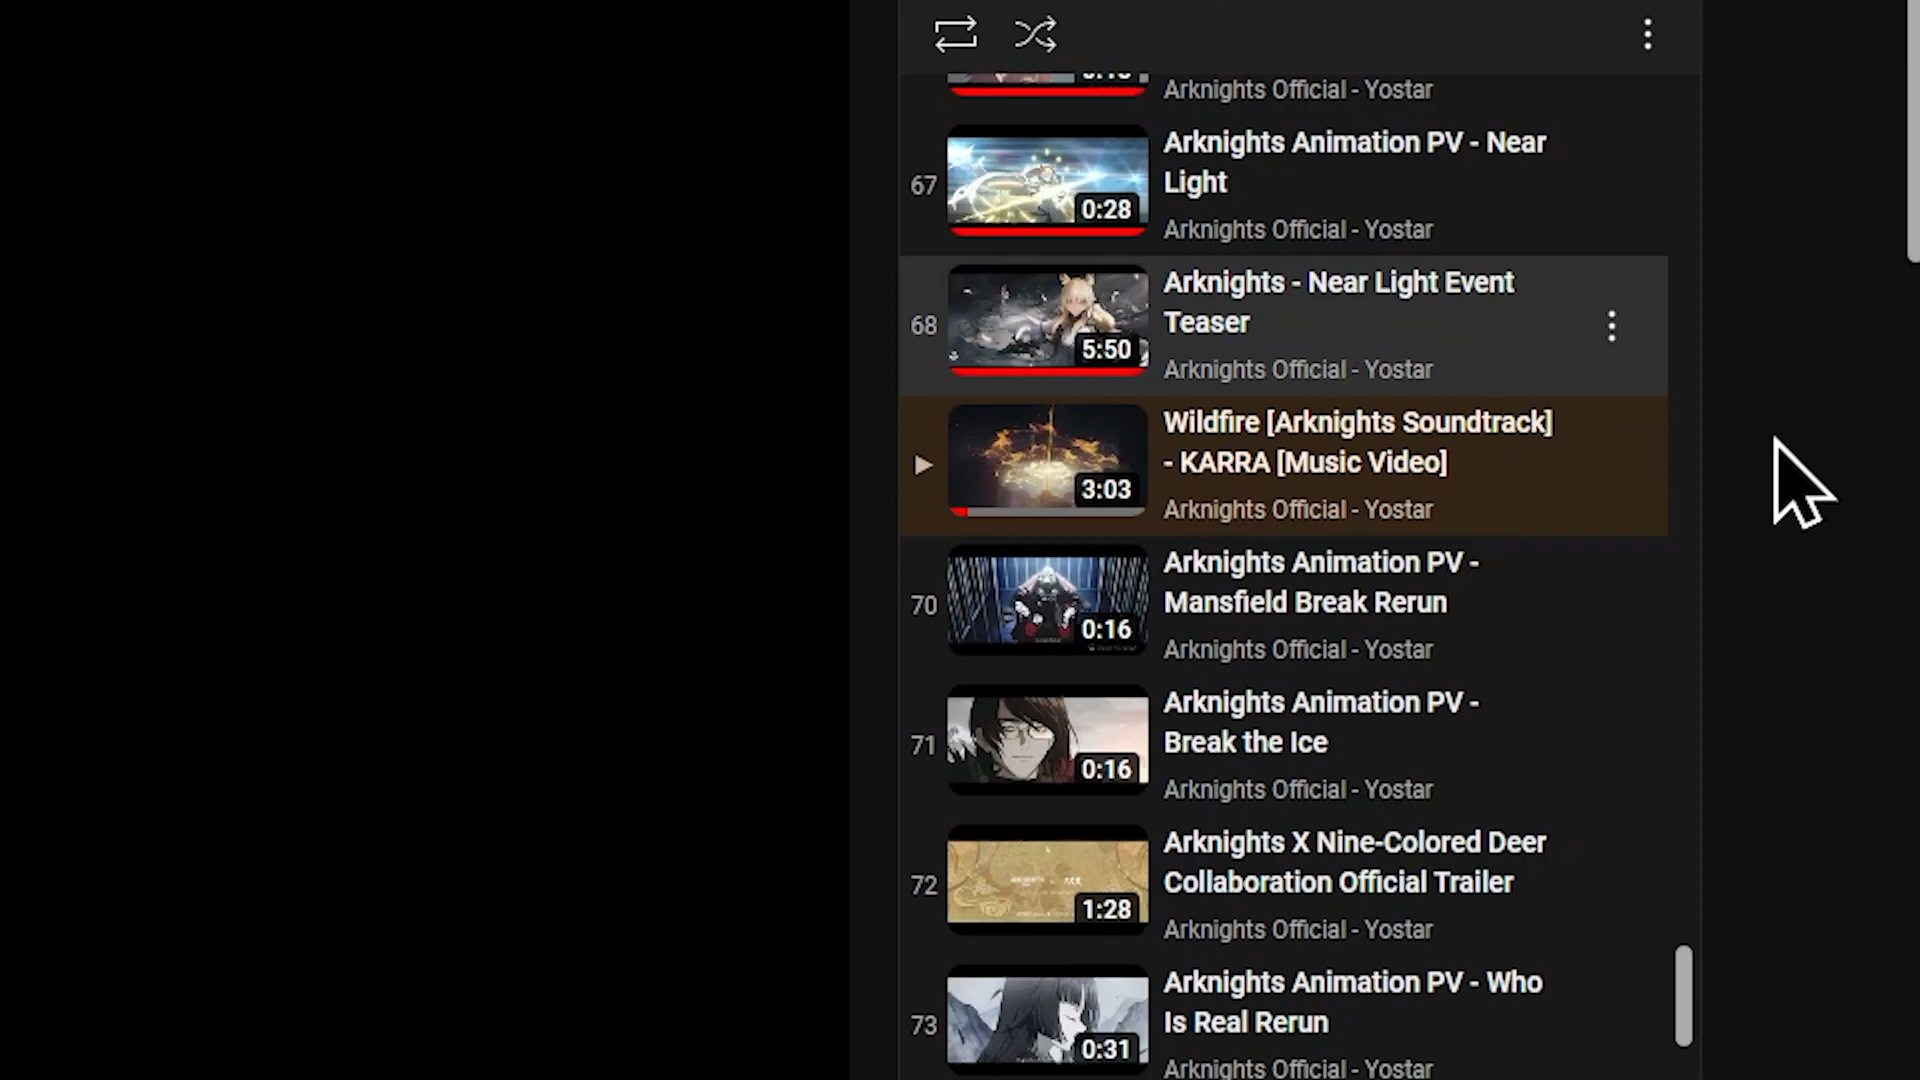 Arknights Official - Yostar
67
0:28
Arknights Animation PV - Near
Light
Arknights Official - Yostar
68
5:50
Arknights - Near Light Event
Teaser
Arknights Official - Yostar
3:03
Wildfire [Arknights Soundtrack]
- KARRA [Music Video]
Arknights Official - Yostar
70
0:16
Arknights Animation PV -
Mansfield Break Rerun
Arknights Official - Yostar
71
0:16
Arknights Animation PV -
Break the Ice
Arknights Official - Yostar
72
1:28
Arknights X Nine-Colored Deer
Collaboration Official Trailer
Arknights Official - Yostar
73
0:31
Arknights Animation PV - Who
Is Real Rerun
Arknights Official - Yostar